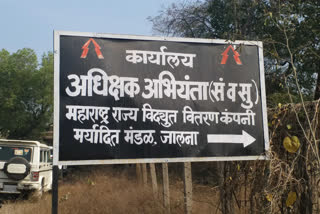 कार्यालय
अधिक्षक अभियंता(सं व सु)
महाराष्ट्र राज्य विद्युत वितरण कंपनी
मर्यादित मंडळ, जालना